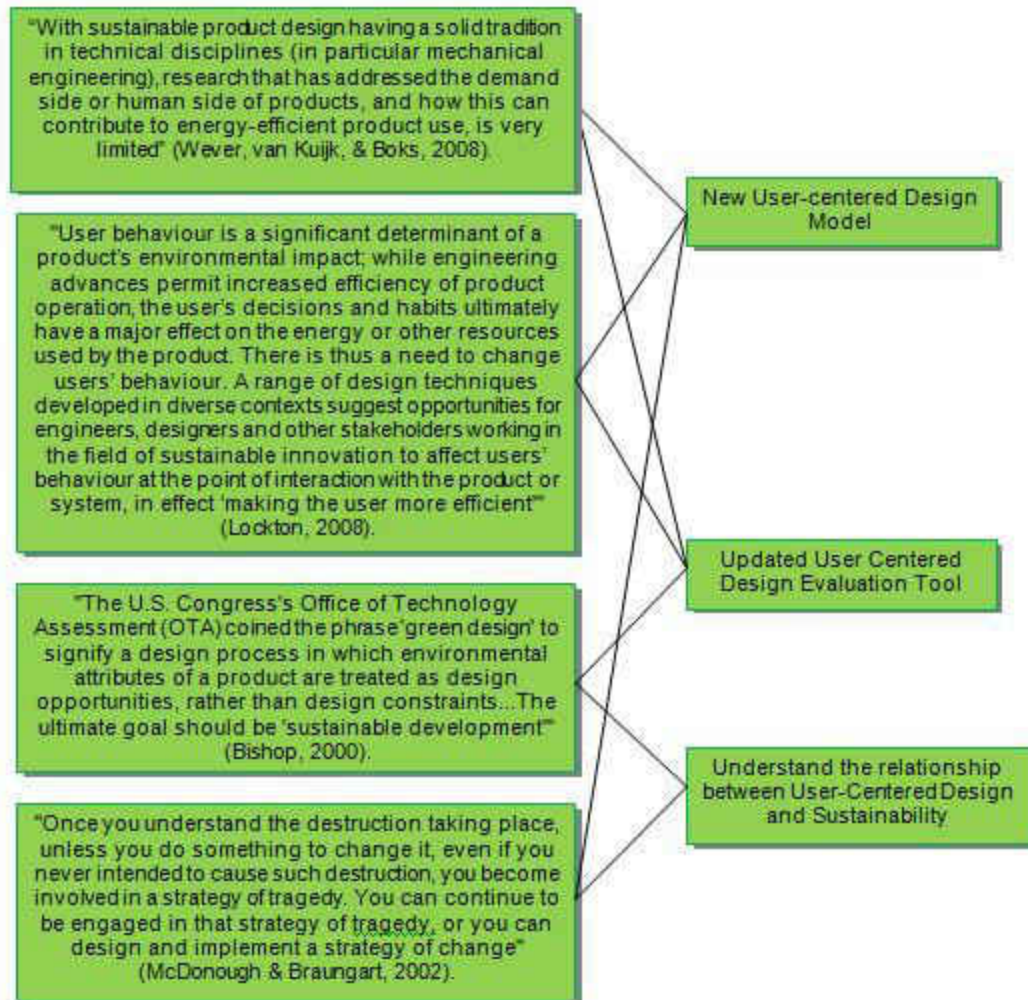 "With sustainable product design having a solid tradition
in technical disciplines (in particular mechanical
engineering), research that has addressed the demand
side or human side of products, and how this can
contribute to energy-efficient product use, is very
limited" (Wever, van Kuijk, & Boks, 2008).
"User behaviour is a significant determinant of a
product's environmental impact; while engineering
advances permit increased efficiency of product
operation, the user's decisions and habits ultimately
have a major effect on the energy or other resources
used by the product. There is thus a need to change
users' behaviour. A range of design techniques
developed in diverse contexts suggest opportunities for
engineers, designers and other stakeholders working in
the field of sustainable innovation to affect users'
behaviour at the point of interaction with the product or
system, in effect 'making the user more efficient'"
(Lockton, 2008).
"The U.S. Congress's Office of Technology
Assessment (OTA) coined the phrase 'green design' to
signify a design process in which environmental
attributes of a product are treated as design
opportunities, rather than design constraints...The
ultimate goal should be 'sustainable development'"
(Bishop, 2000).
"Once you understand the destruction taking place,
unless you do something to change it, even if you
never intended to cause such destruction, you become
involved in a strategy of tragedy. You can continue to
be engaged in that strategy of tragedy, or you can
design and implement a strategy of change"
(McDonough & Braungart, 2002).
New User-centered Design
Model
Updated User Centered
Design Evaluation Tool
Understand the relationship
between User-Centered Design
and Sustainability